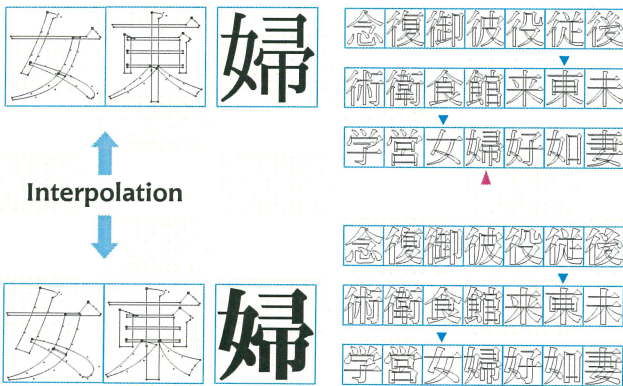 女東婦
念復御彼役従後
術衛食館来東未
学営女婦好如妻
Interpolation
女東婦
念復御彼役従後
術衛食館来東未
学営女婦好如妻